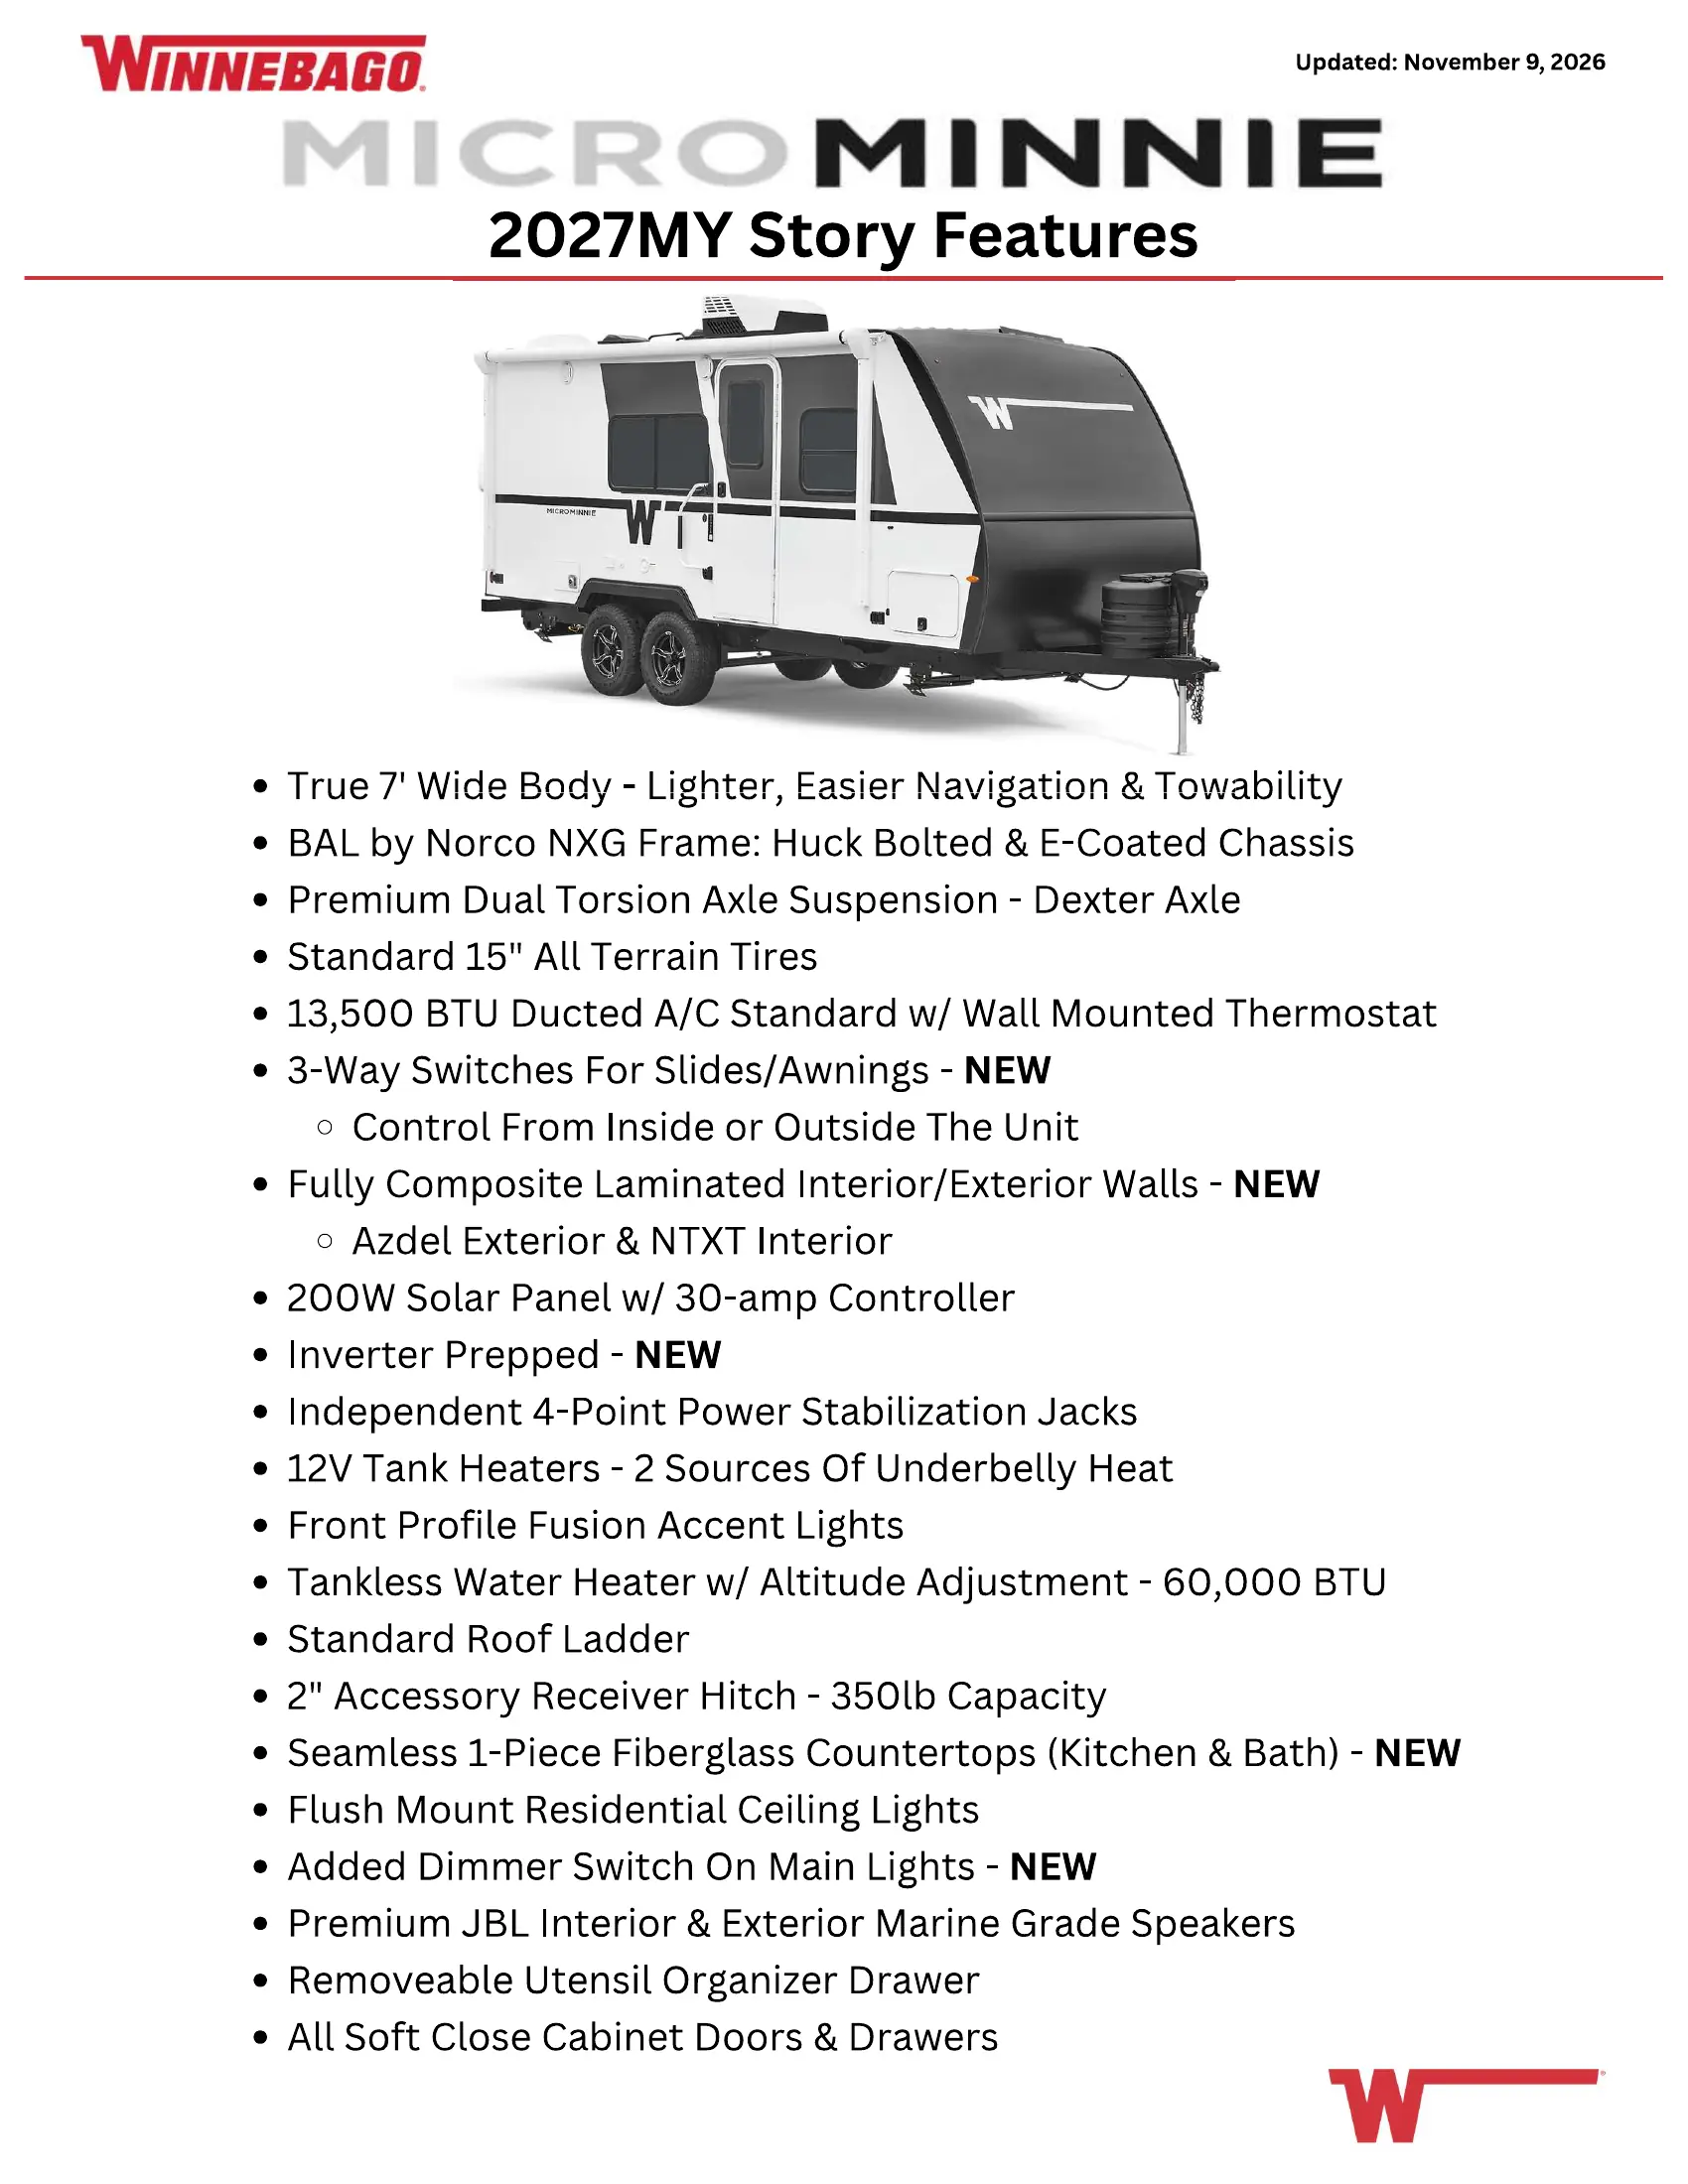 WINNEBAGO
Updated: November 9, 2026
MICRO MINNIE
2027MY Story Features
W
MICRO MINNIE
W
• True 7' Wide Body - Lighter, Easier Navigation & Towability
• BAL by Norco NXG Frame: Huck Bolted & E-Coated Chassis
• Premium Dual Torsion Axle Suspension - Dexter Axle
• Standard 15" All Terrain Tires
• 13,500 BTU Ducted A/C Standard w/ Wall Mounted Thermostat
• 3-Way Switches For Slides/Awnings - NEW
◦ Control From Inside or Outside The Unit
• Fully Composite Laminated Interior/Exterior Walls - NEW
◦ Azdel Exterior & NTXT Interior
• 200W Solar Panel w/ 30-amp Controller
• Inverter Prepped - NEW
• Independent 4-Point Power Stabilization Jacks
• 12V Tank Heaters - 2 Sources Of Underbelly Heat
• Front Profile Fusion Accent Lights
• Tankless Water Heater w/ Altitude Adjustment - 60,000 BTU
• Standard Roof Ladder
• 2" Accessory Receiver Hitch - 350lb Capacity
• Seamless 1-Piece Fiberglass Countertops (Kitchen & Bath) - NEW
• Flush Mount Residential Ceiling Lights
• Added Dimmer Switch On Main Lights - NEW
• Premium JBL Interior & Exterior Marine Grade Speakers
• Removeable Utensil Organizer Drawer
• All Soft Close Cabinet Doors & Drawers
W